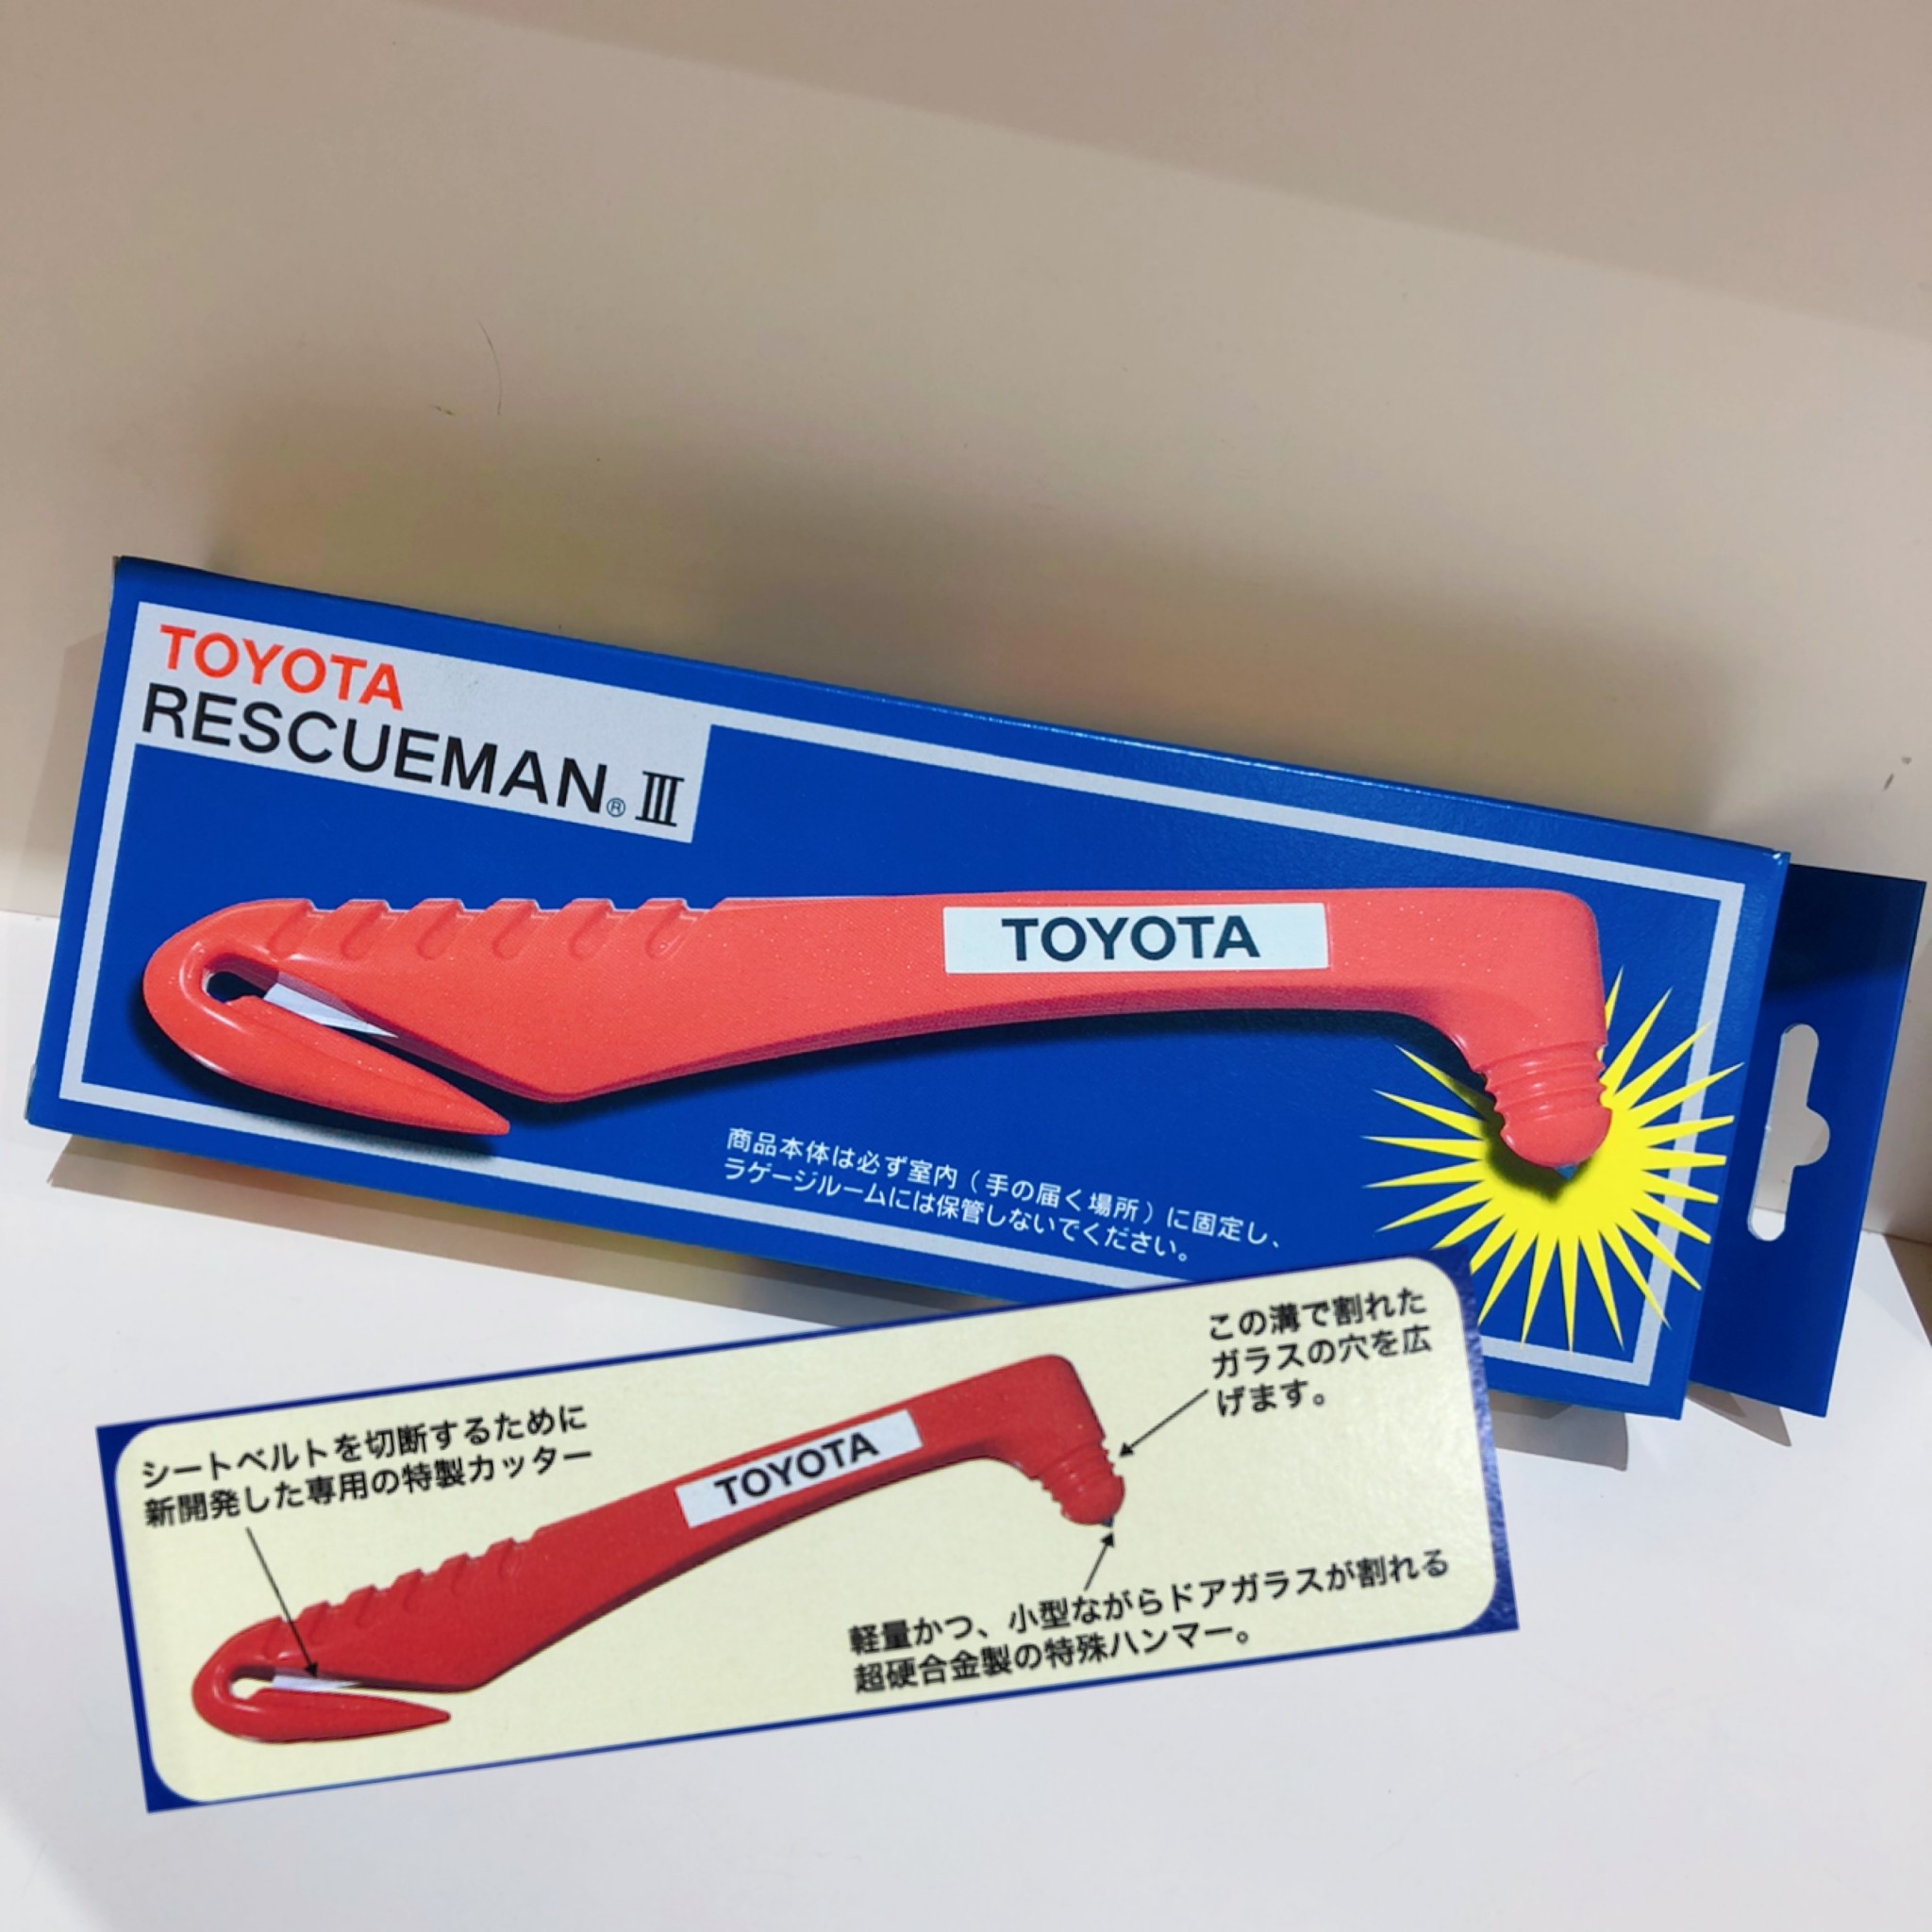 TOYOTA
RESCUEMAN® III
TOYOTA
商品本体は必ず室内(手の届く場所)に固定し、
ラゲージルームには保管しないでください。
この溝で割れた
ガラスの穴を広
げます。
シートベルトを切断するために
新開発した専用の特製カッター
TOYOTA
軽量かつ、小型ながらドアガラスが割れる
超硬合金製の特殊ハンマー。